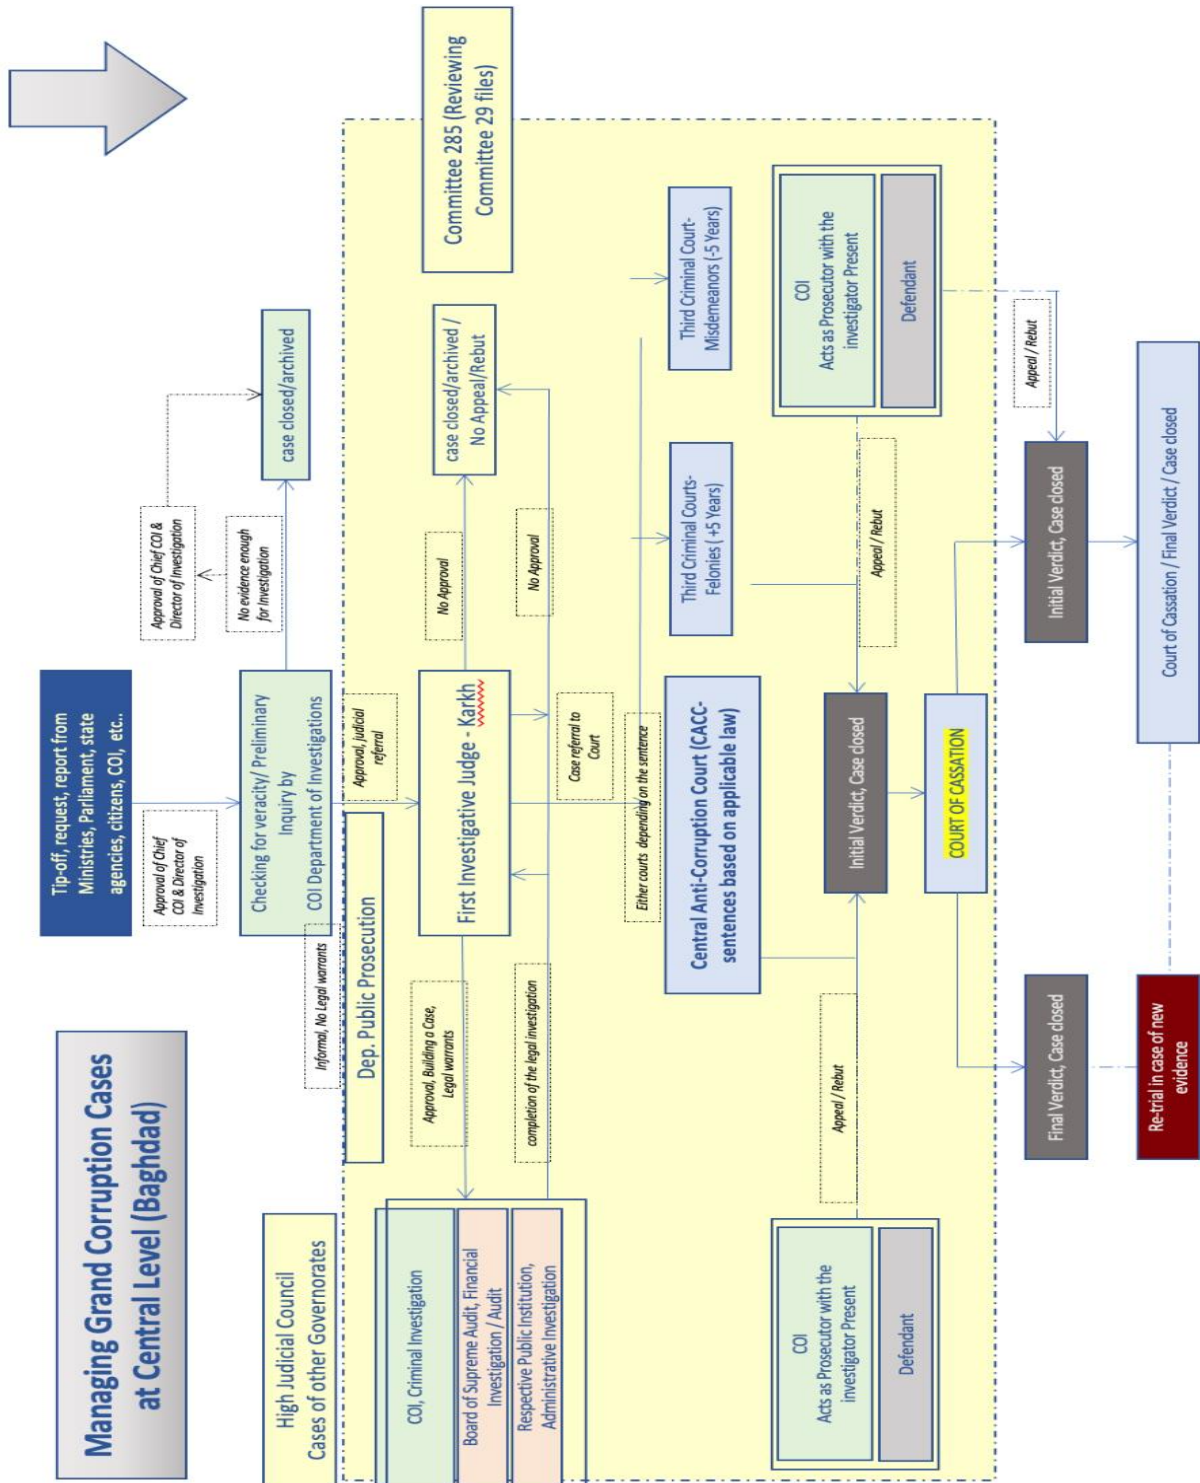 Managing Grand Corruption Cases
at Central Level (Baghdad)
Tip-off, request, report from
Ministries, Parliament, state
agencies, citizens, COI, etc..
Approval of Chief
COI & Director of
Investigation
Approval of Chief COI &
Director of Investigation
No evidence enough
for Investigation
Checking for veracity/ Preliminary
Inquiry by
COI Department of Investigations
case closed/archived
High Judicial Council
Cases of other Governorates
Informal, No Legal warrants
Approval, judicial
referral
Dep. Public Prosecution
Committee 285 (Reviewing
Committee 29 files)
COI, Criminal Investigation
Board of Supreme Audit, Financial
Investigation / Audit
Respective Public Institution,
Administrative Investigation
Approval, Building a Case,
Legal warrants
First Investigative Judge - Karkh
No Approval
case closed/archived /
No Appeal/Rebut
completion of the legal investigation
Case referral to
Court
No Approval
Either courts depending on the sentence
Central Anti-Corruption Court (CACC-
sentences based on applicable law)
Third Criminal Courts-
Felonies ( +5 Years)
Third Criminal Court-
Misdemeanors (-5 Years)
COI
Acts as Prosecutor with the
investigator Present
Defendant
Appeal / Rebut
Initial Verdict, Case closed
Appeal / Rebut
COI
Acts as Prosecutor with the
investigator Present
Defendant
COURT OF CASSATION
Appeal / Rebut
Final Verdict, Case closed
Initial Verdict, Case closed
Re-trial in case of new
evidence
Court of Cassation / Final Verdict / Case closed